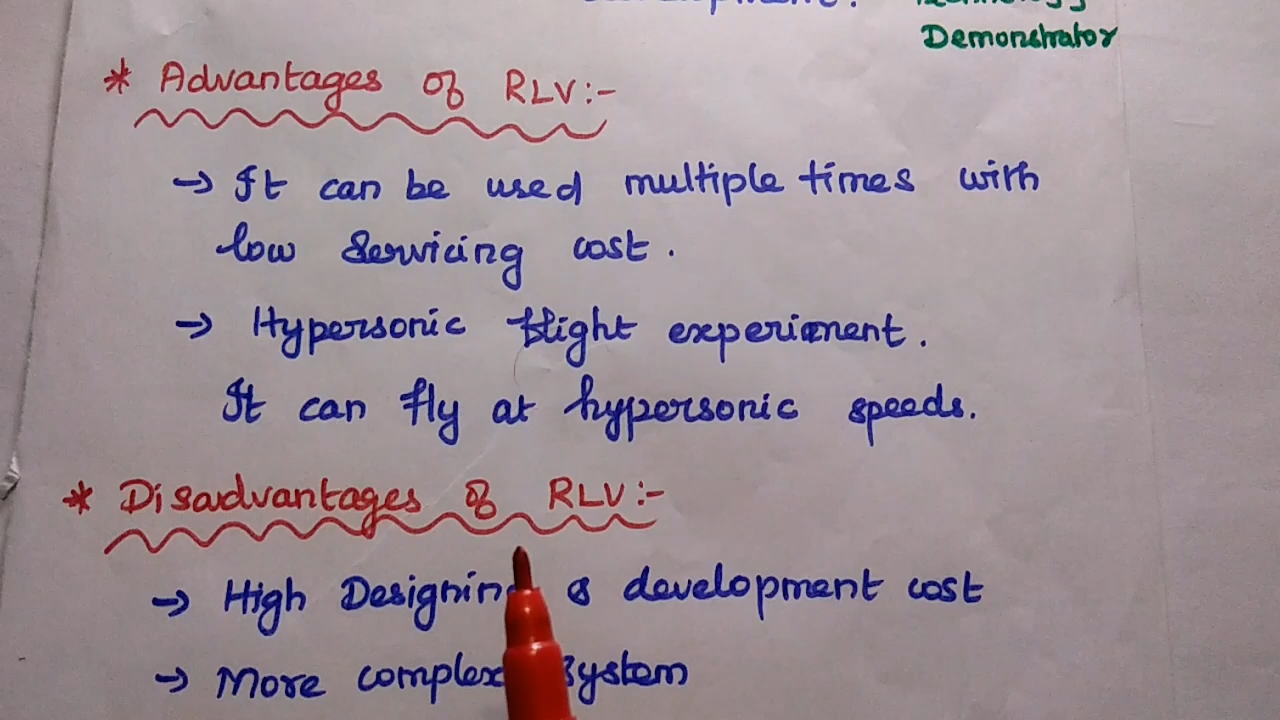 Demonstrator
* Advantages of RLV:-
→ It can be used multiple times with
low servicing cost.
→ Hypersonic flight experiment.
It can fly at hypersonic speeds.
* Disadvantages of RLV:-
→ High Designing & development cost
→ More complex system